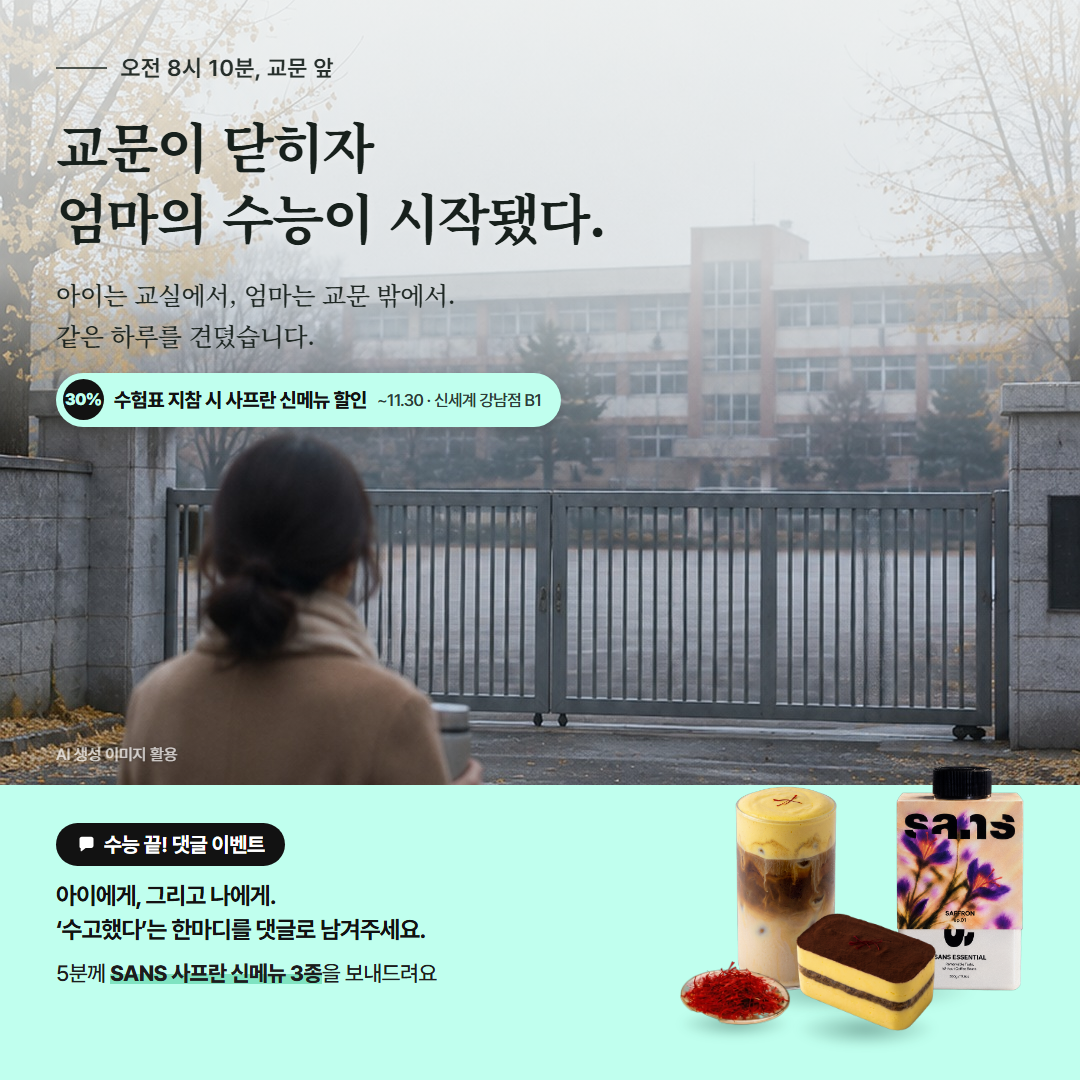 오전 8시 10분, 교문 앞
교문이 닫히자
엄마의 수능이 시작됐다.
아이는 교실에서, 엄마는 교문 밖에서.
같은 하루를 견뎠습니다.
30% 수험표 지참 시 사프란 신메뉴 할인 ~11.30 · 신세계 강남점 B1
AI 생성 이미지 활용
수능 끝! 댓글 이벤트
아이에게, 그리고 나에게.
‘수고했다’는 한마디를 댓글로 남겨주세요.
5분께 SANS 사프란 신메뉴 3종을 보내드려요
sans
SAFFRON
SANS ESSENTIAL